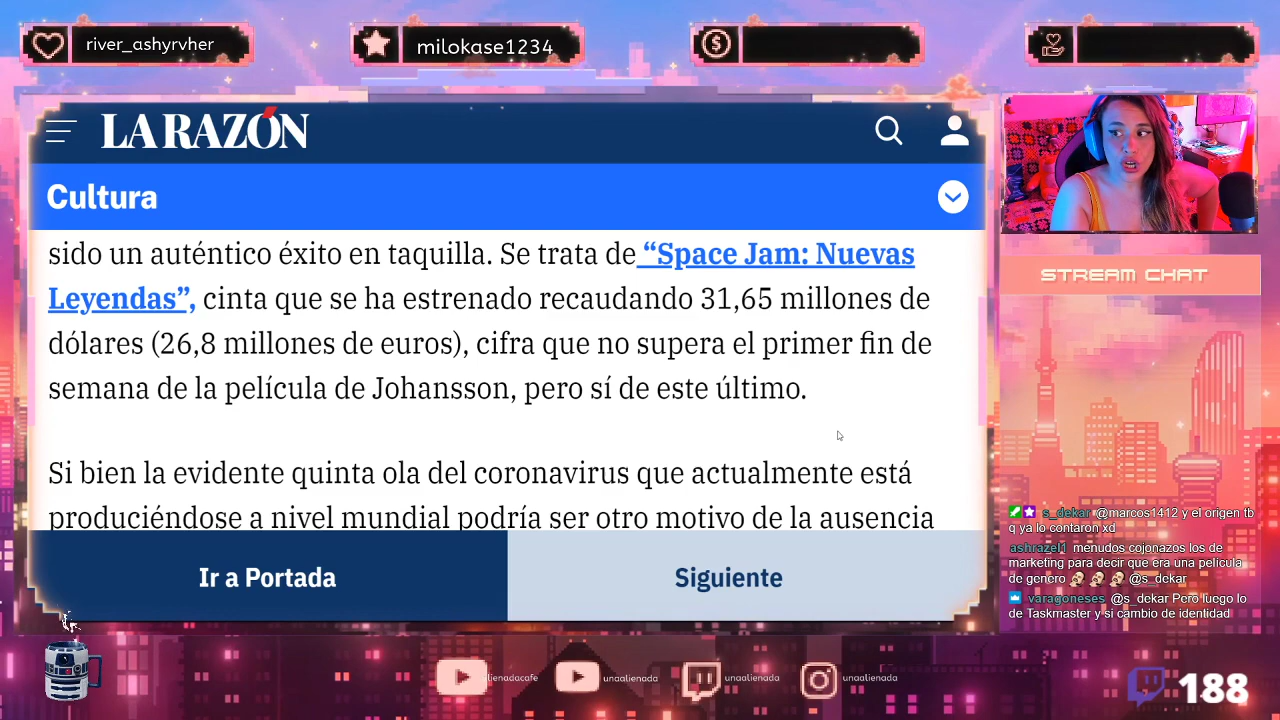 river_ashyrvher
milokase1234
LA RAZÓN
Cultura
sido un auténtico éxito en taquilla. Se trata de “Space Jam: Nuevas
Leyendas”, cinta que se ha estrenado recaudando 31,65 millones de
dólares (26,8 millones de euros), cifra que no supera el primer fin de
semana de la película de Johansson, pero sí de este último.
Si bien la evidente quinta ola del coronavirus que actualmente está
produciéndose a nivel mundial podría ser otro motivo de la ausencia
Ir a Portada
Siguiente
STREAM CHAT
s_dekar @marcos1412 y el origen tb
q ya lo contaron xd
ashrazel1 menudos cojonazos los de
marketing para decir que era una película
de genero @s_dekar
varagoneses @s_dekar Pero luego lo
de Taskmaster y si cambio de identidad
alienadacafe
unaalienada
unaalienada
unaalienada
188